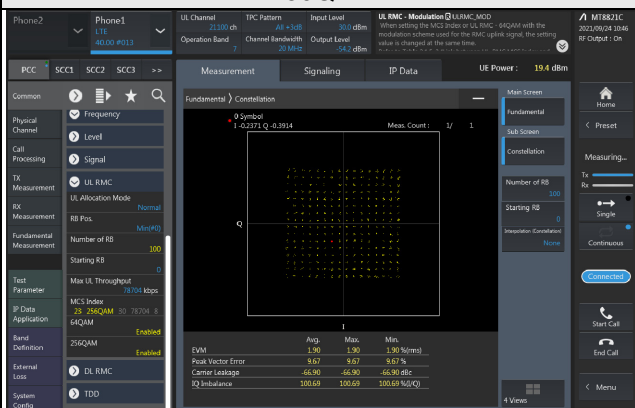 Phone2
Phone1
LTE
40.00 #013
UL Channel
21100 ch
Operation Band
7
TPC Pattern
All +3dB
Channel Bandwidth
20 MHz
Input Level
30.0 dBm
Output Level
-54.2 dBm
UL RMC - Modulation ULRMC_MOD
When setting the MCS Index or UL RMC - 64QAM with the
modulation scheme used for the RMC uplink signal, the setting
value is changed at the same time.
MT8821C
2021/09/24 10:46
RF Output : On
PCC
SCC1
SCC2
SCC3
>>
Measurement
Signaling
IP Data
UE Power : 19.4 dBm
Common
Physical
Channel
Call
Processing
TX
Measurement
RX
Measurement
Fundamental
Measurement
Test
Parameter
IP Data
Application
Band
Definition
External
Loss
System
Config
Frequency
Level
Signal
UL RMC
UL Allocation Mode
Normal
RB Pos.
Min(#0)
Number of RB
100
Starting RB
0
Max UL Throughput
78704 kbps
MCS Index
23 256QAM 30 78704 8
64QAM
Enabled
256QAM
Enabled
DL RMC
TDD
Fundamental > Constellation
0 Symbol
I -0.2371 Q -0.3914
Meas. Count : 1/ 1
Q
I
Avg. Max. Min.
EVM 1.90 1.90 1.90 %(rms)
Peak Vector Error 9.67 9.67 9.67 %
Carrier Leakage -66.90 -66.90 -66.90 dBc
IQ Imbalance 100.69 100.69 100.69 %(I/Q)
Main Screen
Fundamental
Sub Screen
Constellation
Number of RB
100
Starting RB
0
Interpolation (Constellation)
None
4 Views
Home
< Preset
Measuring...
Tx
Rx
Single
Continuous
Connected
Start Call
End Call
< Menu